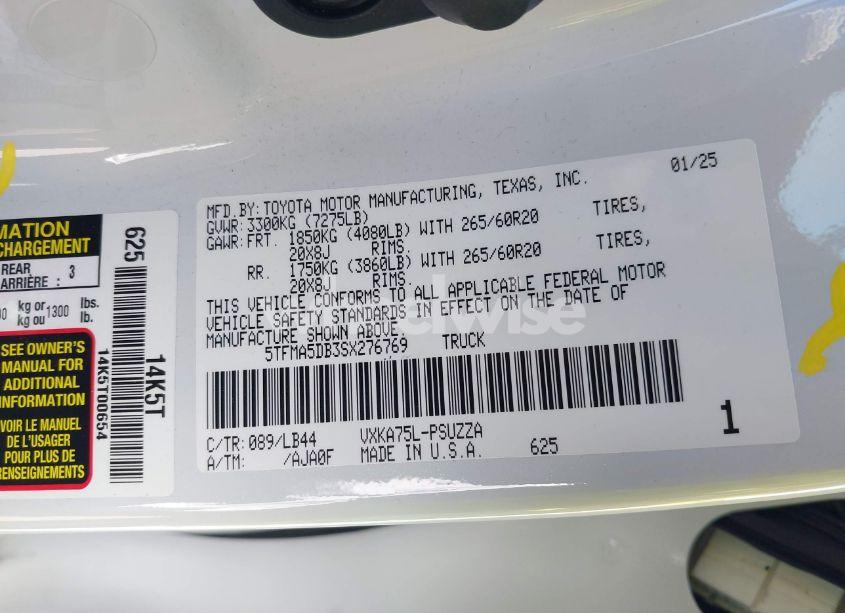 MATION
CHARGEMENT
REAR 3
ARRIÈRE :
kg or 1300 lbs.
kg ou lb.
SEE OWNER'S
MANUAL FOR
ADDITIONAL
INFORMATION
VOIR LE MANUEL
DE L'USAGER
POUR PLUS DE
RENSEIGNEMENTS
625
14K5T
14K5T00654
01/25
MFD.BY:TOYOTA MOTOR MANUFACTURING, TEXAS, INC.
GVWR:3300KG (7275LB)
GAWR:FRT. 1850KG (4080LB) WITH 265/60R20 TIRES,
20X8J RIMS.
RR. 1750KG (3860LB) WITH 265/60R20 TIRES,
20X8J RIMS.
THIS VEHICLE CONFORMS TO ALL APPLICABLE FEDERAL MOTOR
VEHICLE SAFETY STANDARDS IN EFFECT ON THE DATE OF
MANUFACTURE SHOWN ABOVE.
5TFMA5DB3SX276769 TRUCK
C/TR:089/LB44 VXKA75L-PSUZZA
A/TM: /AJA0F MADE IN U.S.A. 625
1